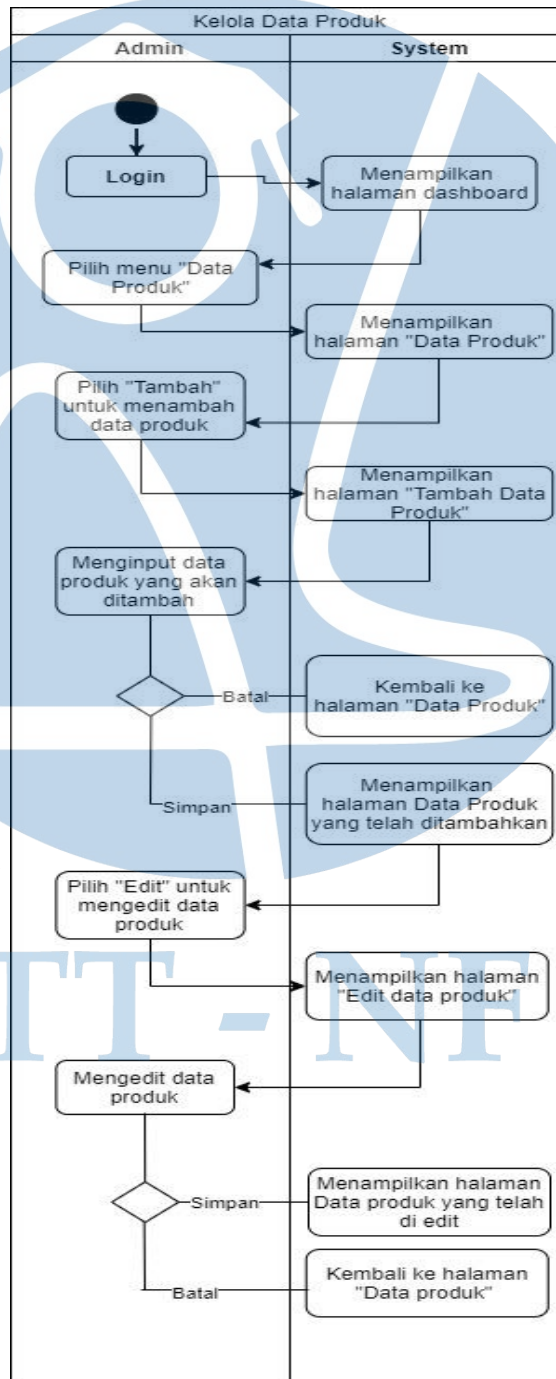 Kelola Data Produk
Admin
System
Login
Menampilkan
halaman dashboard
Pilih menu "Data
Produk"
Menampilkan
halaman "Data Produk"
Pilih "Tambah"
untuk menambah
data produk
Menampilkan
halaman "Tambah Data
Produk"
Menginput data
produk yang akan
ditambah
Batal
Kembali ke
halaman "Data Produk"
Simpan
Menampilkan
halaman Data Produk
yang telah ditambahkan
Pilih "Edit" untuk
mengedit data
produk
Menampilkan halaman
"Edit data produk"
Mengedit data
produk
Simpan
Menampilkan halaman
Data produk yang telah
di edit
Batal
Kembali ke halaman
"Data produk"
TT - NF